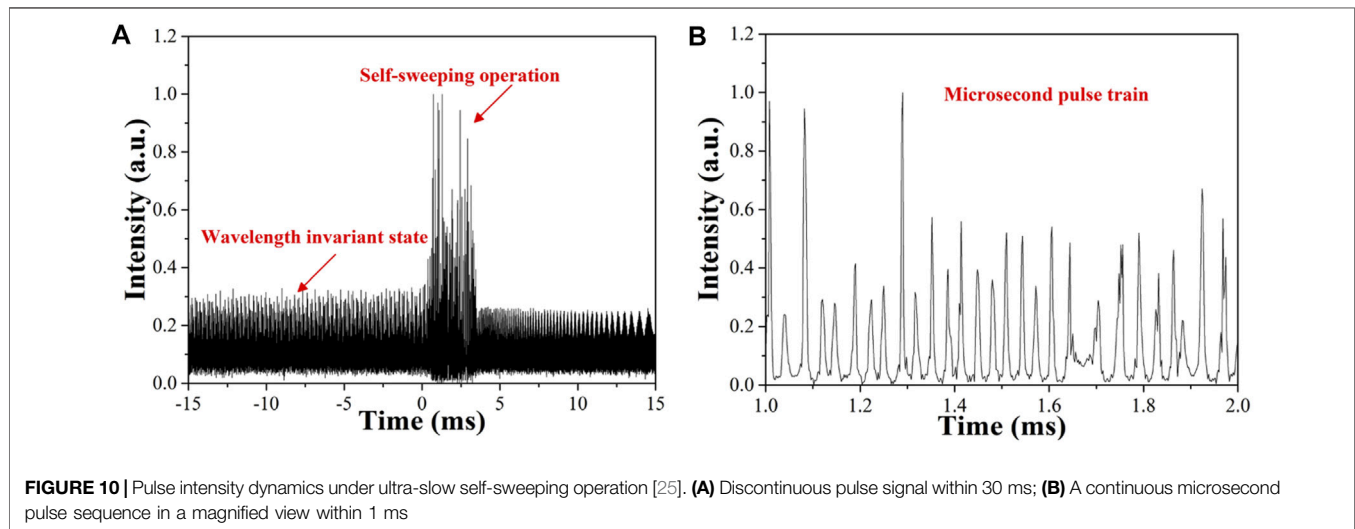 A
B
1.2
1.0
0.8
0.6
0.4
0.2
0.0
Intensity (a.u.)
Self-sweeping operation
Wavelength invariant state
-15 -10 -5 0 5 10 15
Time (ms)
1.2
1.0
0.8
0.6
0.4
0.2
0.0
Intensity (a.u.)
Microsecond pulse train
1.0 1.2 1.4 1.6 1.8 2.0
Time (ms)
FIGURE 10 | Pulse intensity dynamics under ultra-slow self-sweeping operation [25]. (A) Discontinuous pulse signal within 30 ms; (B) A continuous microsecond
pulse sequence in a magnified view within 1 ms